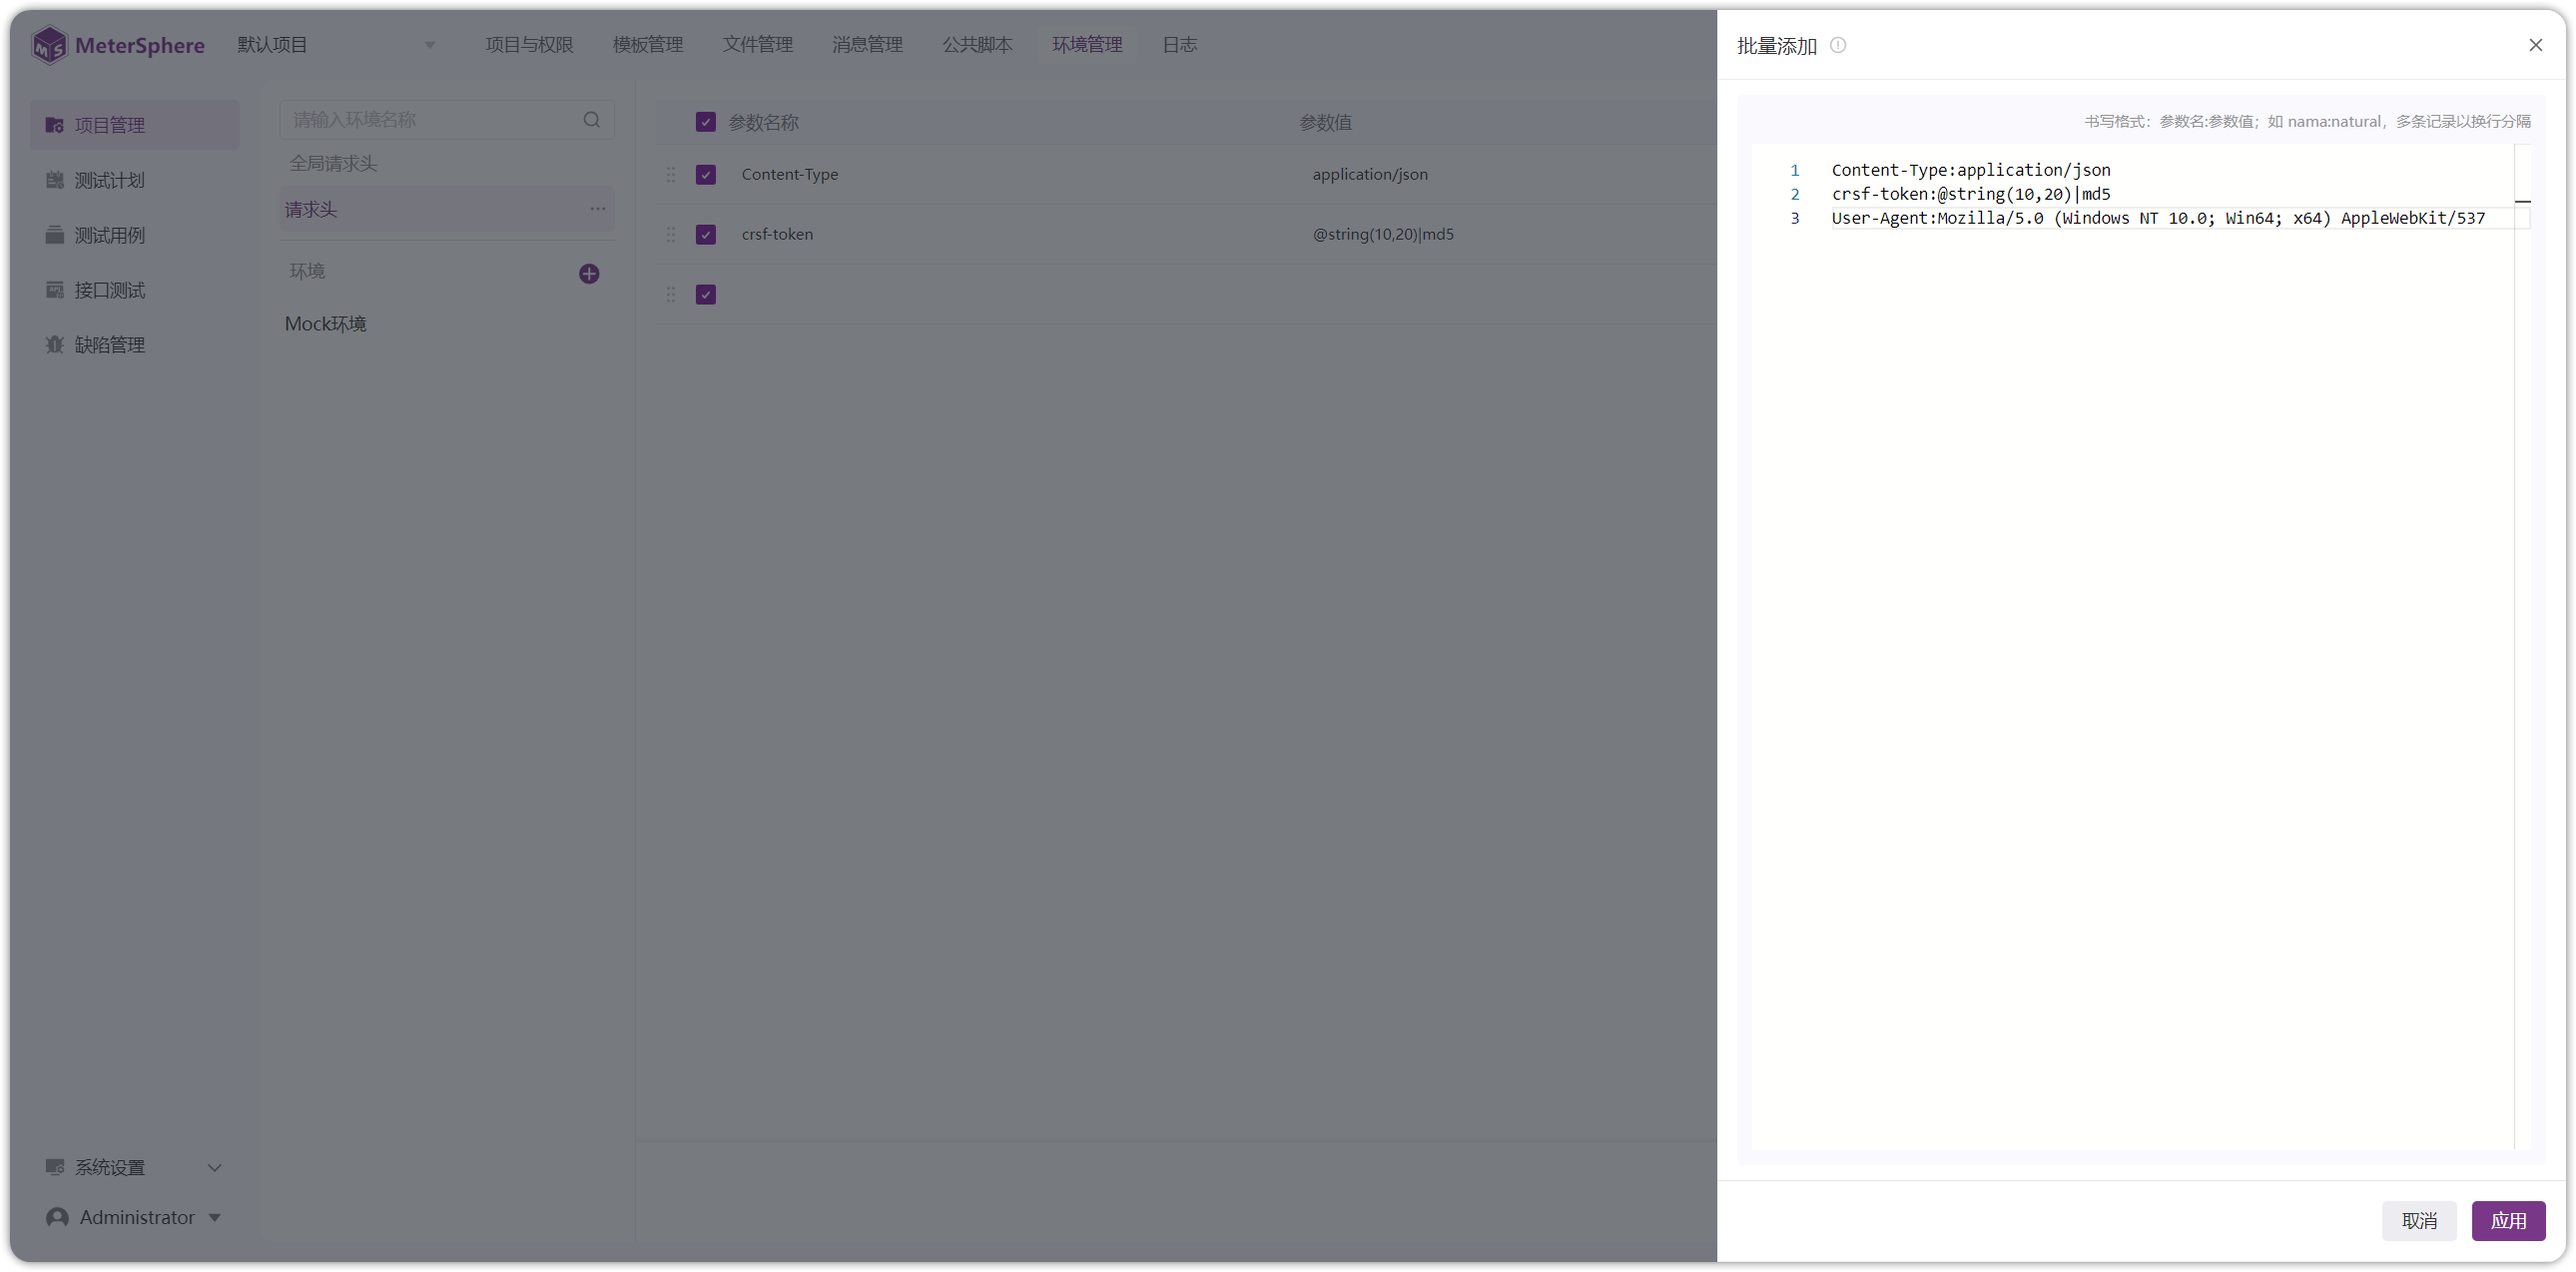 MeterSphere
默认项目
项目与权限
模板管理
文件管理
消息管理
公共脚本
环境管理
日志
项目管理
测试计划
测试用例
接口测试
缺陷管理
系统设置
Administrator
请输入环境名称
全局请求头
请求头
环境
Mock环境
参数名称 参数值
Content-Type application/json
crsf-token @string(10,20)|md5
批量添加
书写格式：参数名:参数值；如 nama:natural，多条记录以换行分隔
1 Content-Type:application/json
2 crsf-token:@string(10,20)|md5
3 User-Agent:Mozilla/5.0 (Windows NT 10.0; Win64; x64) AppleWebKit/537
取消
应用